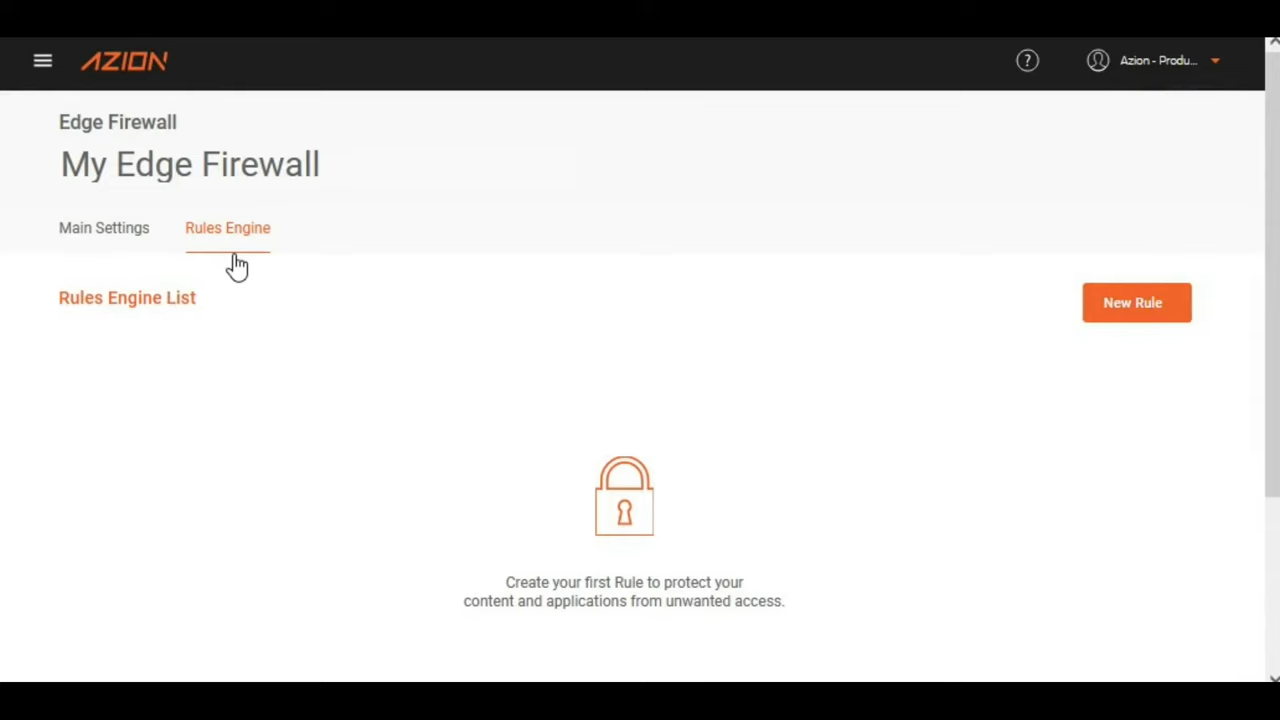 AZION
?
Azion - Produ...
Edge Firewall
My Edge Firewall
Main Settings
Rules Engine
Rules Engine List
New Rule
Create your first Rule to protect your
content and applications from unwanted access.